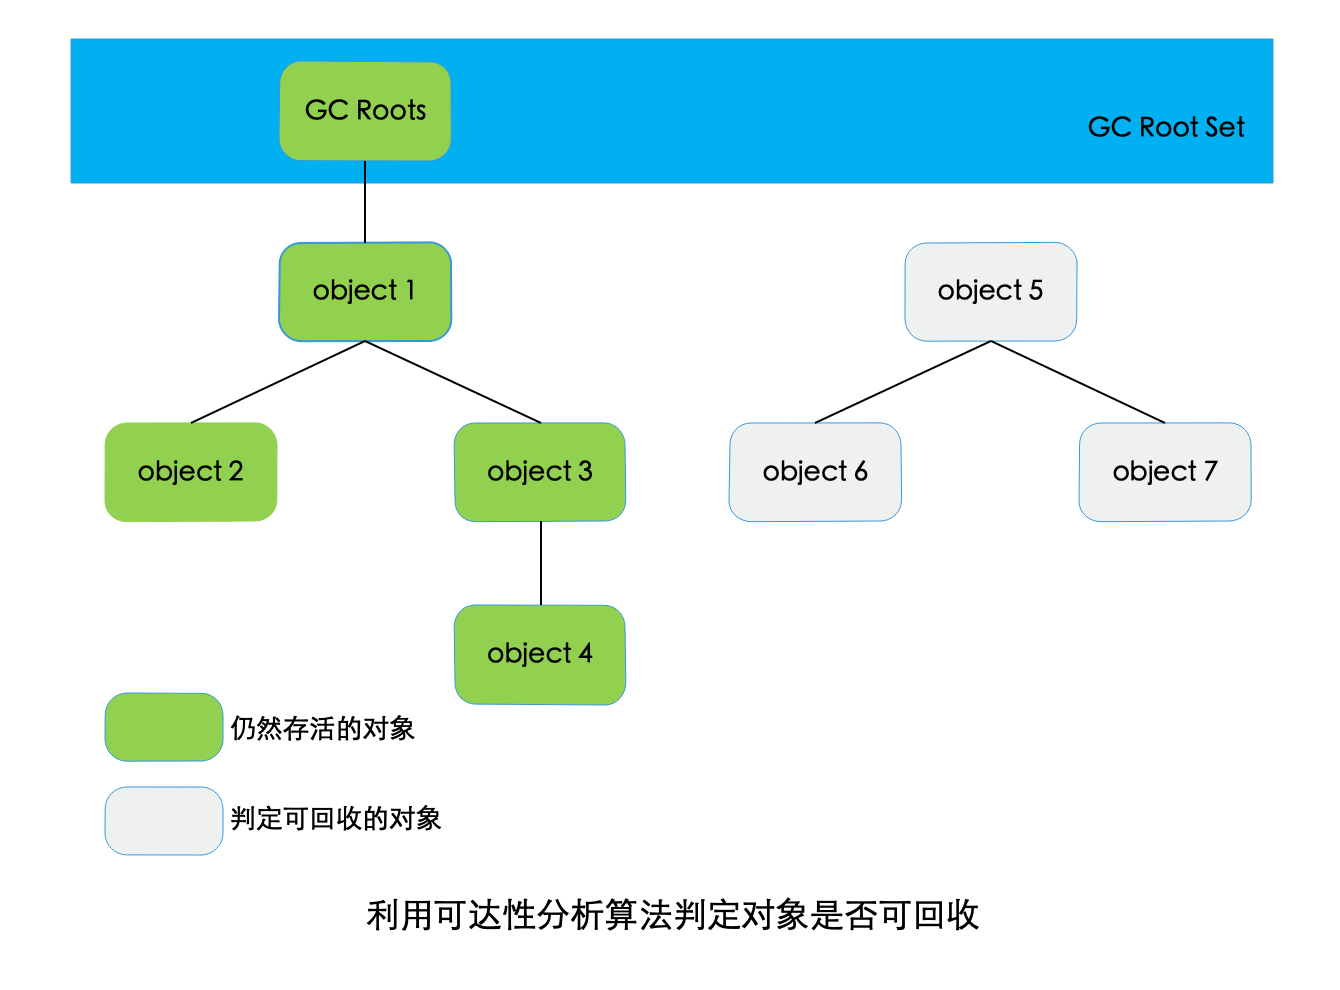 GC Roots
GC Root Set
object 1
object 5
object 2
object 3
object 6
object 7
object 4
仍然存活的对象
判定可回收的对象
利用可达性分析算法判定对象是否可回收